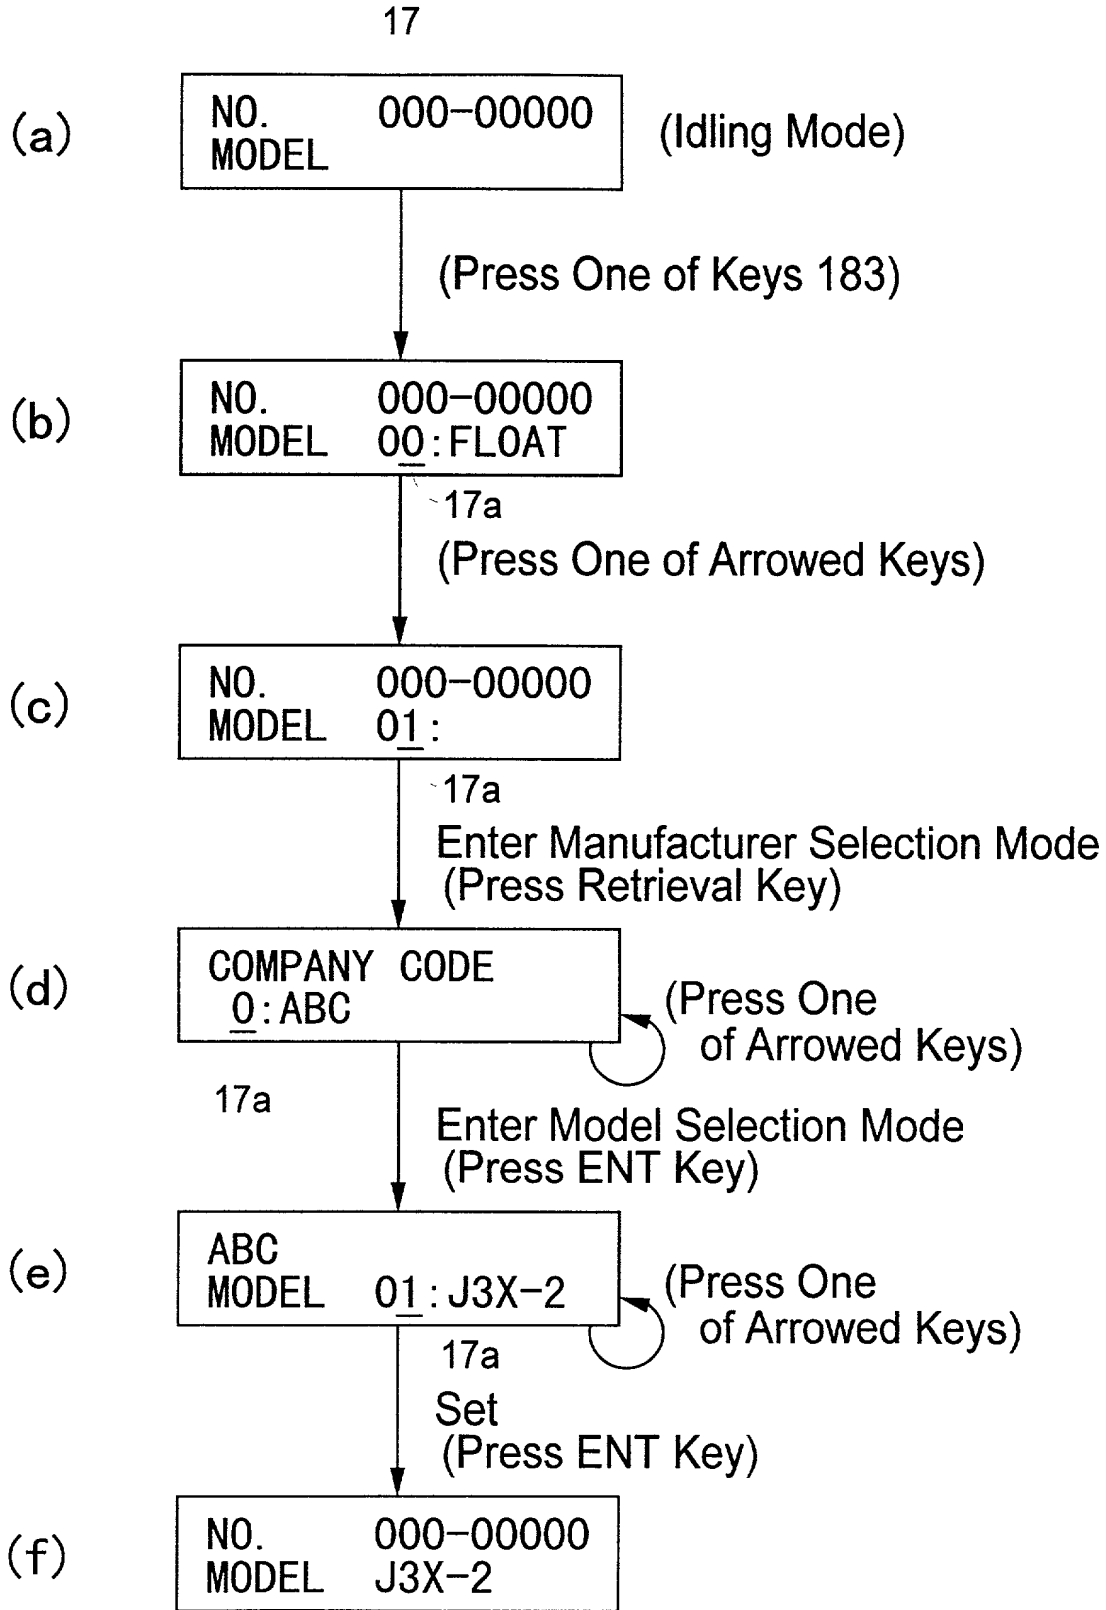 17
(a)
NO. 000-00000
MODEL
(Idling Mode)
(Press One of Keys 183)
(b)
NO. 000-00000
MODEL 00:FLOAT
17a
(Press One of Arrowed Keys)
(c)
NO. 000-00000
MODEL 01:
17a
Enter Manufacturer Selection Mode
(Press Retrieval Key)
(d)
COMPANY CODE
0:ABC
(Press One
of Arrowed Keys)
17a
Enter Model Selection Mode
(Press ENT Key)
(e)
ABC
MODEL 01:J3X-2
(Press One
of Arrowed Keys)
17a
Set
(Press ENT Key)
(f)
NO. 000-00000
MODEL J3X-2